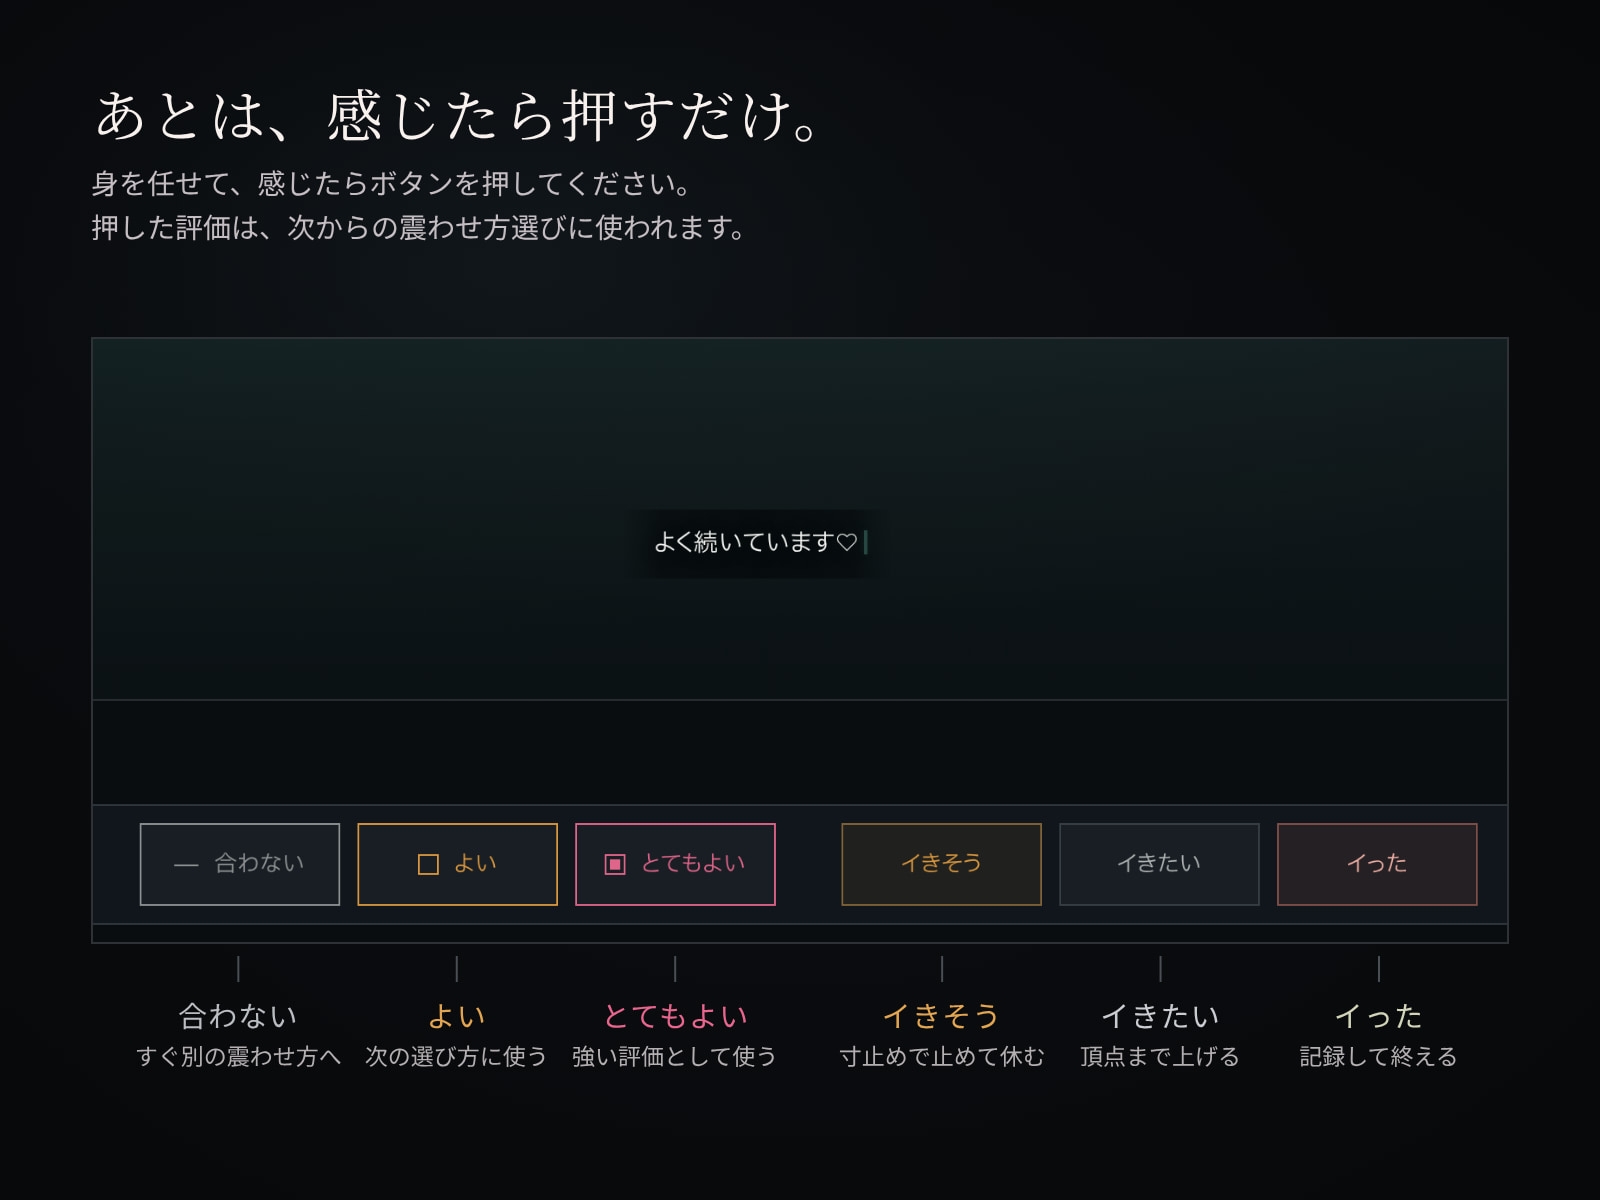 あとは、感じたら押すだけ。
身を任せて、感じたらボタンを押してください。
押した評価は、次からの震わせ方選びに使われます。
よく続いています♡
— 合わない
□ よい
▣ とてもよい
イきそう
イきたい
イった
合わない
すぐ別の震わせ方へ
よい
次の選び方に使う
とてもよい
強い評価として使う
イきそう
寸止めで止めて休む
イきたい
頂点まで上げる
イった
記録して終える